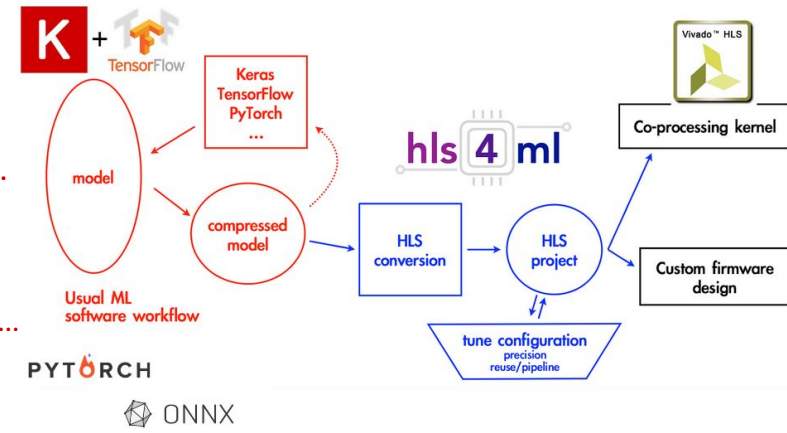 K +
TensorFlow
Keras
TensorFlow
PyTorch
...
Vivado™ HLS
Co-processing kernel
hls 4 ml
model
compressed
model
HLS
conversion
HLS
project
Custom firmware
design
Usual ML
software workflow
tune configuration
precision
reuse/pipeline
PYTORCH
ONNX